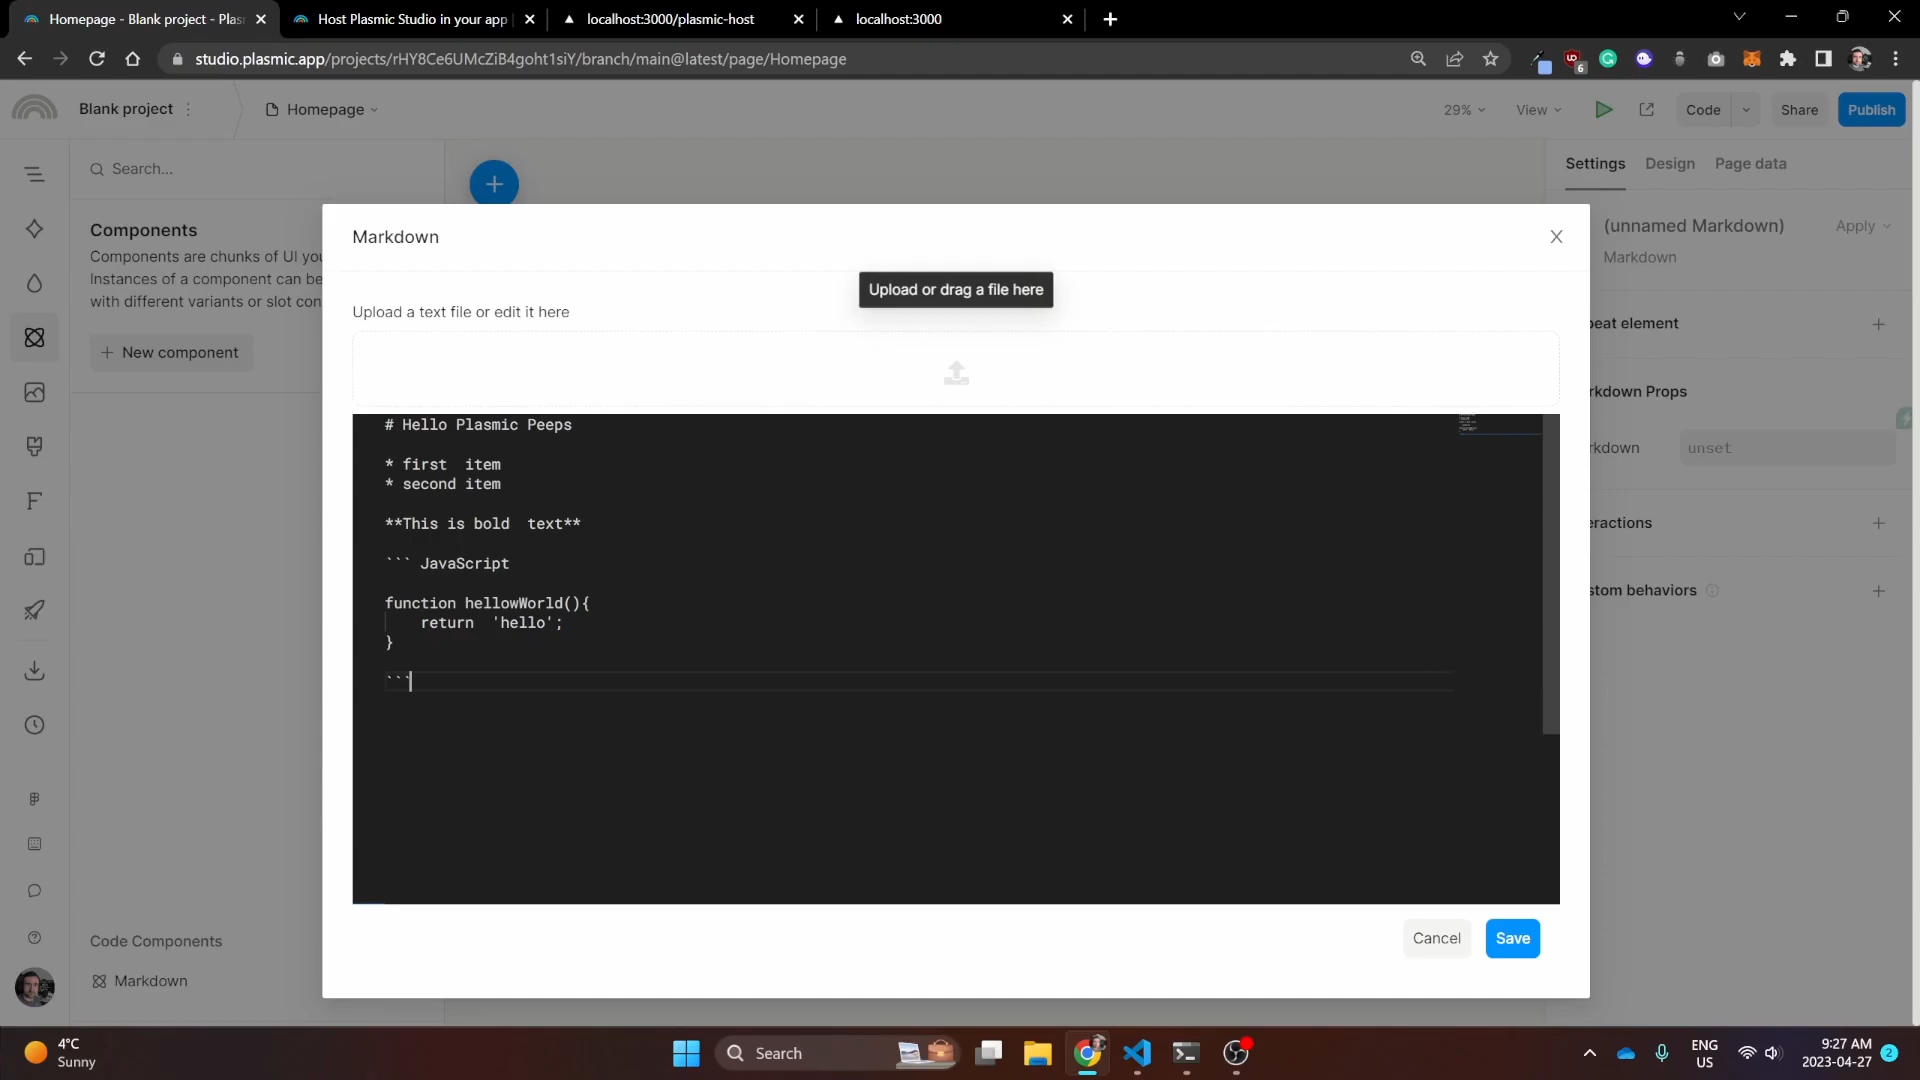 Homepage - Blank project - Plas
Host Plasmic Studio in your app
localhost:3000/plasmic-host
localhost:3000
studio.plasmic.app/projects/rHY8Ce6UMcZiB4goht1siY/branch/main@latest/page/Homepage
6
Blank project
Homepage
29%
View
Code
Share
Publish
Search...
Settings
Design
Page data
Components
Components are chunks of UI you
Instances of a component can be
with different variants or slot con
New component
(unnamed Markdown)
Apply
Markdown
Markdown
Upload or drag a file here
Upload a text file or edit it here
peat element
rkdown Props
rkdown
unset
eractions
stom behaviors
# Hello Plasmic Peeps
* first  item
* second item
**This is bold  text**
``` JavaScript
function hellowWorld(){
    return  'hello';
}
```
Cancel
Save
Code Components
Markdown
4°C
Sunny
Search
ENG
US
9:27 AM
2023-04-27
2